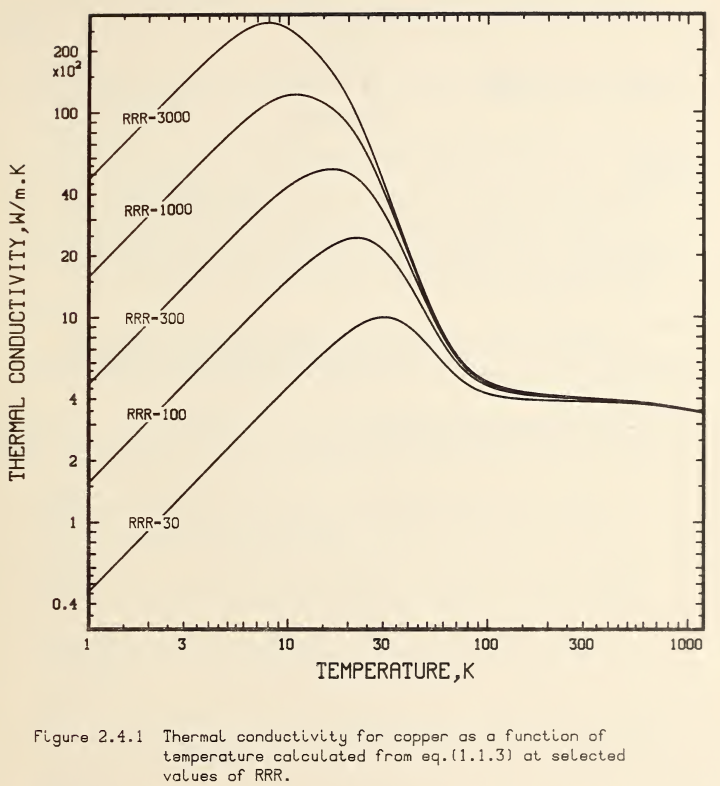 200
x10²
100
40
20
10
4
2
1
0.4
THERMAL CONDUCTIVITY,W/m.K
RRR-3000
RRR-1000
RRR-300
RRR-100
RRR-30
1 3 10 30 100 300 1000
TEMPERATURE,K
Figure 2.4.1 Thermal conductivity for copper as a function of
temperature calculated from eq.(1.1.3) at selected
values of RRR.